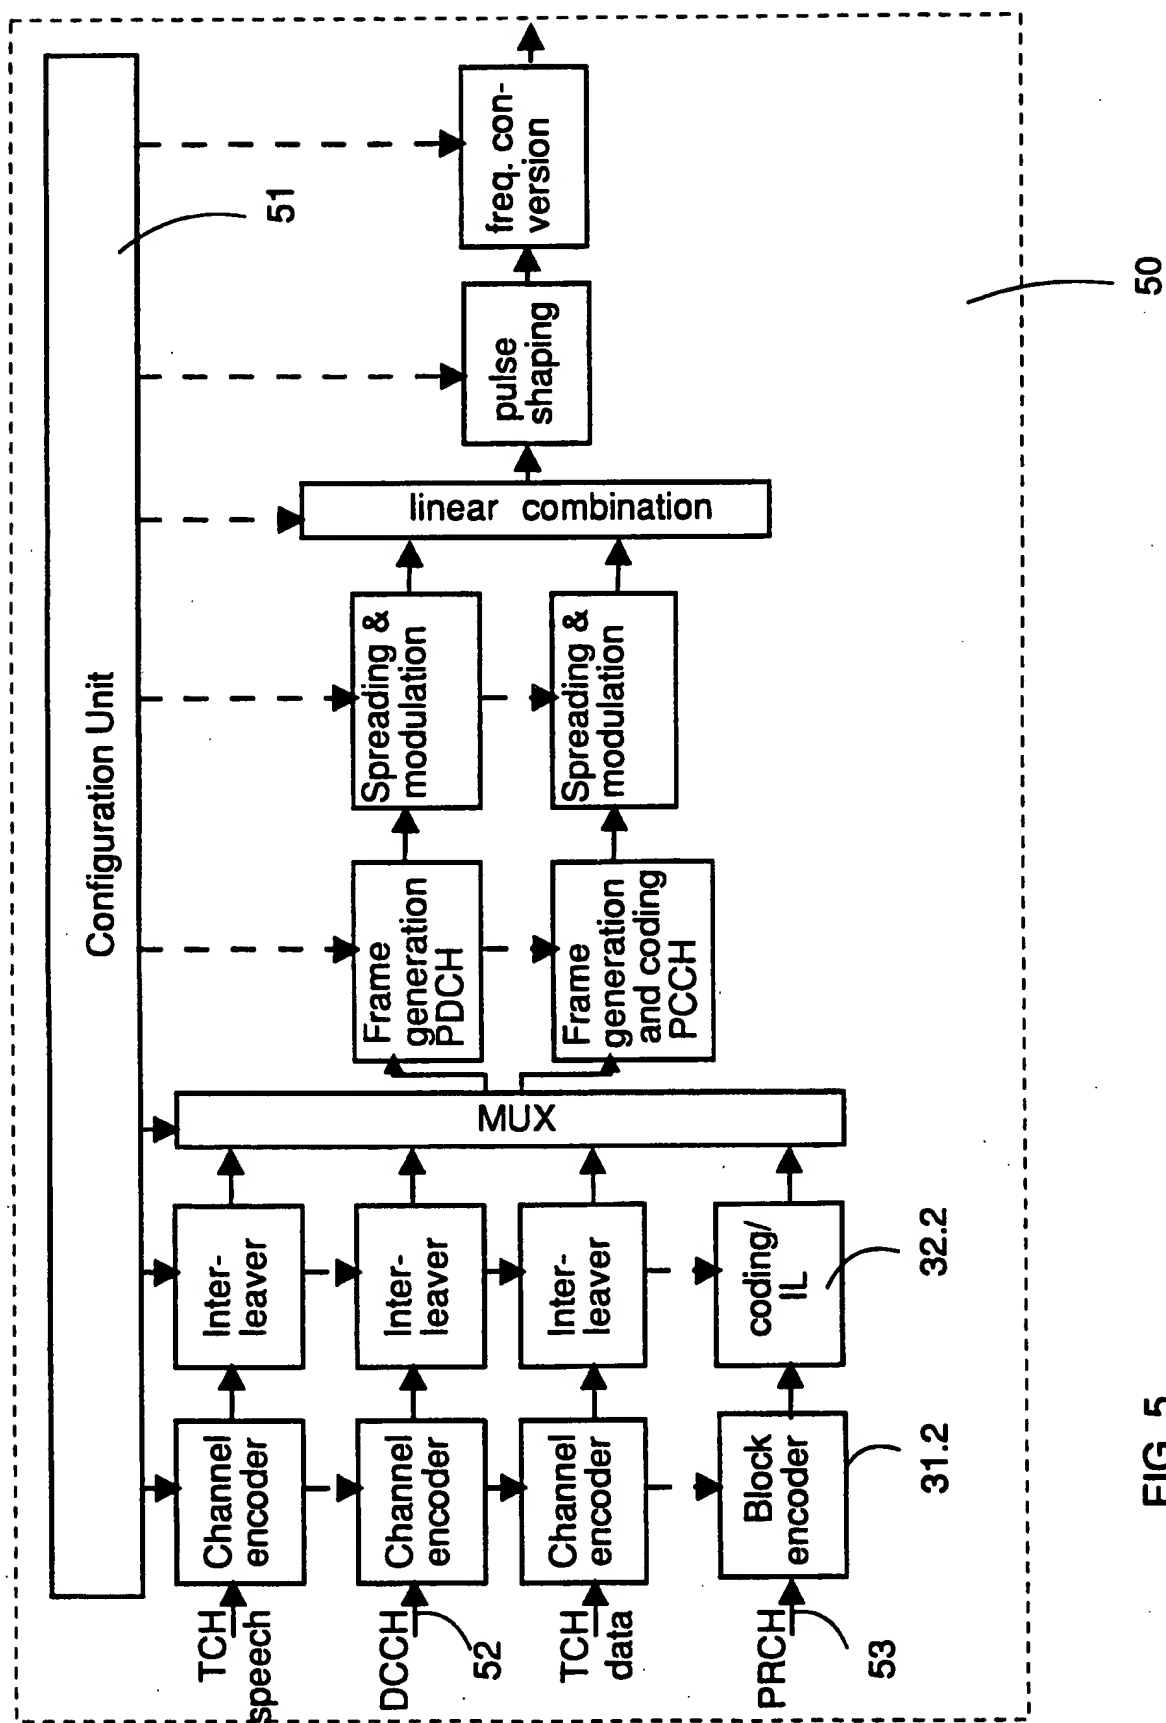 Configuration Unit
51
TCH
speech
Channel
encoder
Inter-
leaver
DCCH
52
Channel
encoder
Inter-
leaver
TCH
data
Channel
encoder
Inter-
leaver
PRCH
53
Block
encoder
31.2
coding/
IL
32.2
MUX
Frame
generation
PDCH
Spreading &
modulation
Frame
generation
and coding
PCCH
Spreading &
modulation
linear combination
pulse
shaping
freq. con-
version
50
FIG. 5